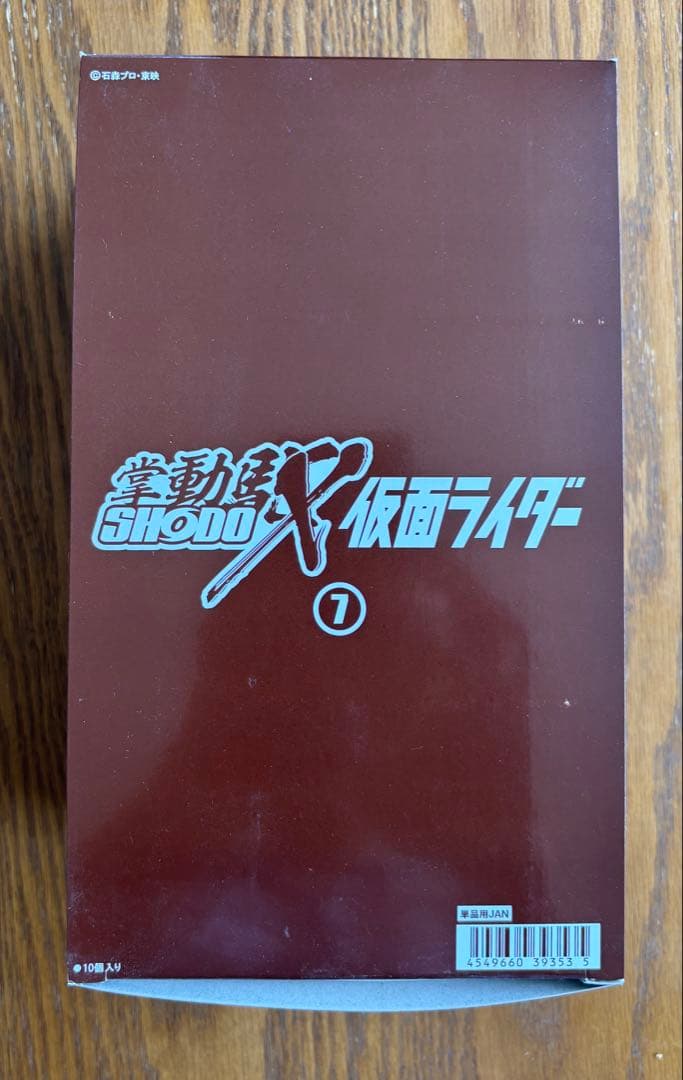 ©石森プロ・東映
掌動駆
SHODO
X
仮面ライダー
7
単品用JAN
4549660 39353 5
●10個入り